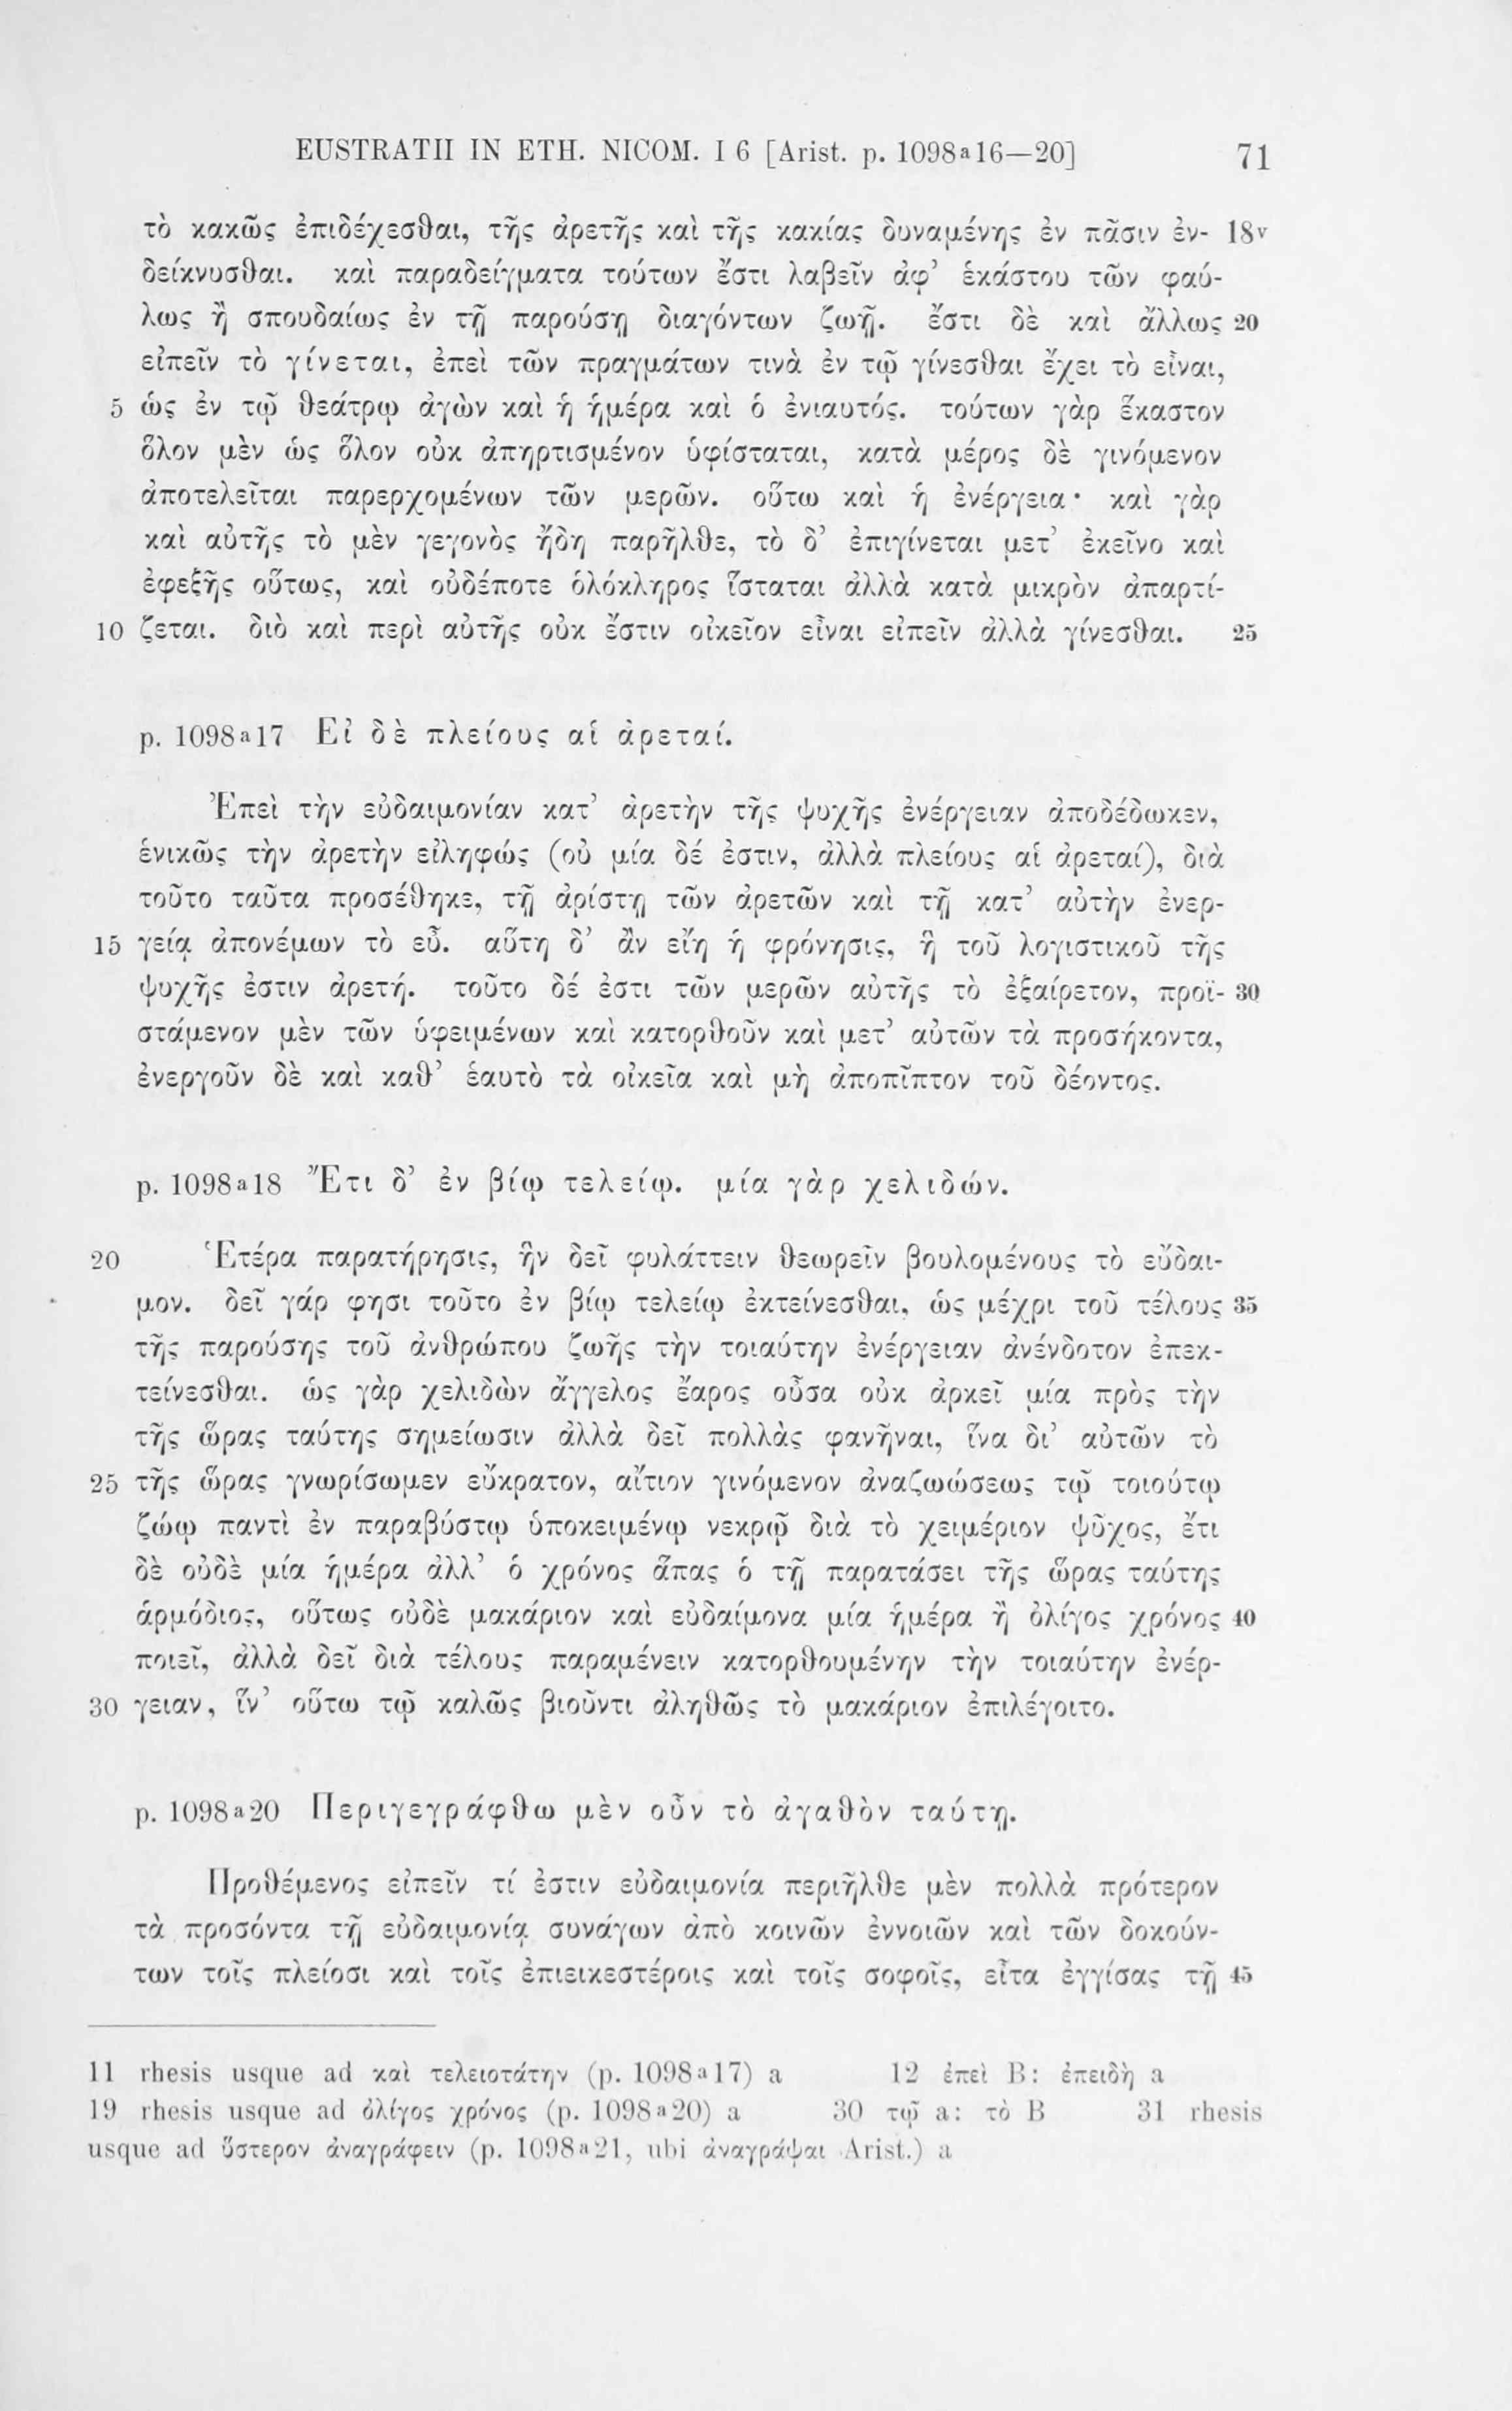 EUSTRATII IN ETH. NICOM. I 6 [Arist. p. 1098ᵃ16—20] 71
τὸ κακῶς ἐπιδέχεσθαι, τῆς ἀρετῆς καὶ τῆς κακίας δυναμένης ἐν πᾶσιν ἐν- 18ᵛ
δείκνυσθαι. καὶ παραδείγματα τούτων ἔστι λαβεῖν ἀφ’ ἑκάστου τῶν φαύ-
λως ἢ σπουδαίως ἐν τῇ παρούσῃ διαγόντων ζωῇ. ἔστι δὲ καὶ ἄλλως 20
εἰπεῖν τὸ γίνεται, ἐπεὶ τῶν πραγμάτων τινὰ ἐν τῷ γίνεσθαι ἔχει τὸ εἶναι,
5 ὡς ἐν τῷ θεάτρῳ ἀγὼν καὶ ἡ ἡμέρα καὶ ὁ ἐνιαυτός. τούτων γὰρ ἕκαστον
ὅλον μὲν ὡς ὅλον οὐκ ἀπηρτισμένον ὑφίσταται, κατὰ μέρος δὲ γινόμενον
ἀποτελεῖται παρερχομένων τῶν μερῶν. οὕτω καὶ ἡ ἐνέργεια· καὶ γὰρ
καὶ αὐτῆς τὸ μὲν γεγονὸς ἤδη παρῆλθε, τὸ δ’ ἐπιγίνεται μετ’ ἐκεῖνο καὶ
ἐφεξῆς οὕτως, καὶ οὐδέποτε ὁλόκληρος ἵσταται ἀλλὰ κατὰ μικρὸν ἀπαρτί-
10 ζεται. διὸ καὶ περὶ αὐτῆς οὐκ ἔστιν οἰκεῖον εἶναι εἰπεῖν ἀλλὰ γίνεσθαι. 25
p. 1098ᵃ17 Εἰ δὲ πλείους αἱ ἀρεταί.
Ἐπεὶ τὴν εὐδαιμονίαν κατ’ ἀρετὴν τῆς ψυχῆς ἐνέργειαν ἀποδέδωκεν,
ἑνικῶς τὴν ἀρετὴν εἰληφώς (οὐ μία δέ ἐστιν, ἀλλὰ πλείους αἱ ἀρεταί), διὰ
τοῦτο ταῦτα προσέθηκε, τῇ ἀρίστῃ τῶν ἀρετῶν καὶ τῇ κατ’ αὐτὴν ἐνερ-
15 γείᾳ ἀπονέμων τὸ εὖ. αὕτη δ’ ἂν εἴη ἡ φρόνησις, ἣ τοῦ λογιστικοῦ τῆς
ψυχῆς ἐστιν ἀρετή. τοῦτο δέ ἐστι τῶν μερῶν αὐτῆς τὸ ἐξαίρετον, προϊ- 30
στάμενον μὲν τῶν ὑφειμένων καὶ κατορθοῦν καὶ μετ’ αὐτῶν τὰ προσήκοντα,
ἐνεργοῦν δὲ καὶ καθ’ ἑαυτὸ τὰ οἰκεῖα καὶ μὴ ἀποπῖπτον τοῦ δέοντος.
p. 1098ᵃ18 Ἔτι δ’ ἐν βίῳ τελείῳ. μία γὰρ χελιδών.
20 Ἑτέρα παρατήρησις, ἣν δεῖ φυλάττειν θεωρεῖν βουλομένους τὸ εὔδαι-
μον. δεῖ γάρ φησι τοῦτο ἐν βίῳ τελείῳ ἐκτείνεσθαι, ὡς μέχρι τοῦ τέλους 35
τῆς παρούσης τοῦ ἀνθρώπου ζωῆς τὴν τοιαύτην ἐνέργειαν ἀνένδοτον ἐπεκ-
τείνεσθαι. ὡς γὰρ χελιδὼν ἄγγελος ἔαρος οὖσα οὐκ ἀρκεῖ μία πρὸς τὴν
τῆς ὥρας ταύτης σημείωσιν ἀλλὰ δεῖ πολλὰς φανῆναι, ἵνα δι’ αὐτῶν τὸ
25 τῆς ὥρας γνωρίσωμεν εὔκρατον, αἴτιον γινόμενον ἀναζωώσεως τῷ τοιούτῳ
ζώῳ παντὶ ἐν παραβύστῳ ὑποκειμένῳ νεκρῷ διὰ τὸ χειμέριον ψῦχος, ἔτι
δὲ οὐδὲ μία ἡμέρα ἀλλ’ ὁ χρόνος ἅπας ὁ τῇ παρατάσει τῆς ὥρας ταύτης
ἁρμόδιος, οὕτως οὐδὲ μακάριον καὶ εὐδαίμονα μία ἡμέρα ἢ ὀλίγος χρόνος 40
ποιεῖ, ἀλλὰ δεῖ διὰ τέλους παραμένειν κατορθουμένην τὴν τοιαύτην ἐνέρ-
30 γειαν, ἵν’ οὕτω τῷ καλῶς βιοῦντι ἀληθῶς τὸ μακάριον ἐπιλέγοιτο.
p. 1098ᵃ20 Περιγεγράφθω μὲν οὖν τὸ ἀγαθὸν ταύτῃ.
Προθέμενος εἰπεῖν τί ἐστιν εὐδαιμονία περιῆλθε μὲν πολλὰ πρότερον
τὰ προσόντα τῇ εὐδαιμονίᾳ συνάγων ἀπὸ κοινῶν ἐννοιῶν καὶ τῶν δοκούν-
των τοῖς πλείοσι καὶ τοῖς ἐπιεικεστέροις καὶ τοῖς σοφοῖς, εἶτα ἐγγίσας τῇ 45
11 rhesis usque ad καὶ τελειοτάτην (p. 1098ᵃ17) a 12 ἐπεὶ B: ἐπειδὴ a
19 rhesis usque ad ὀλίγος χρόνος (p. 1098ᵃ20) a 30 τῷ a: τὸ B 31 rhesis
usque ad ὕστερον ἀναγράφειν (p. 1098ᵃ21, ubi ἀναγράψαι Arist.) a